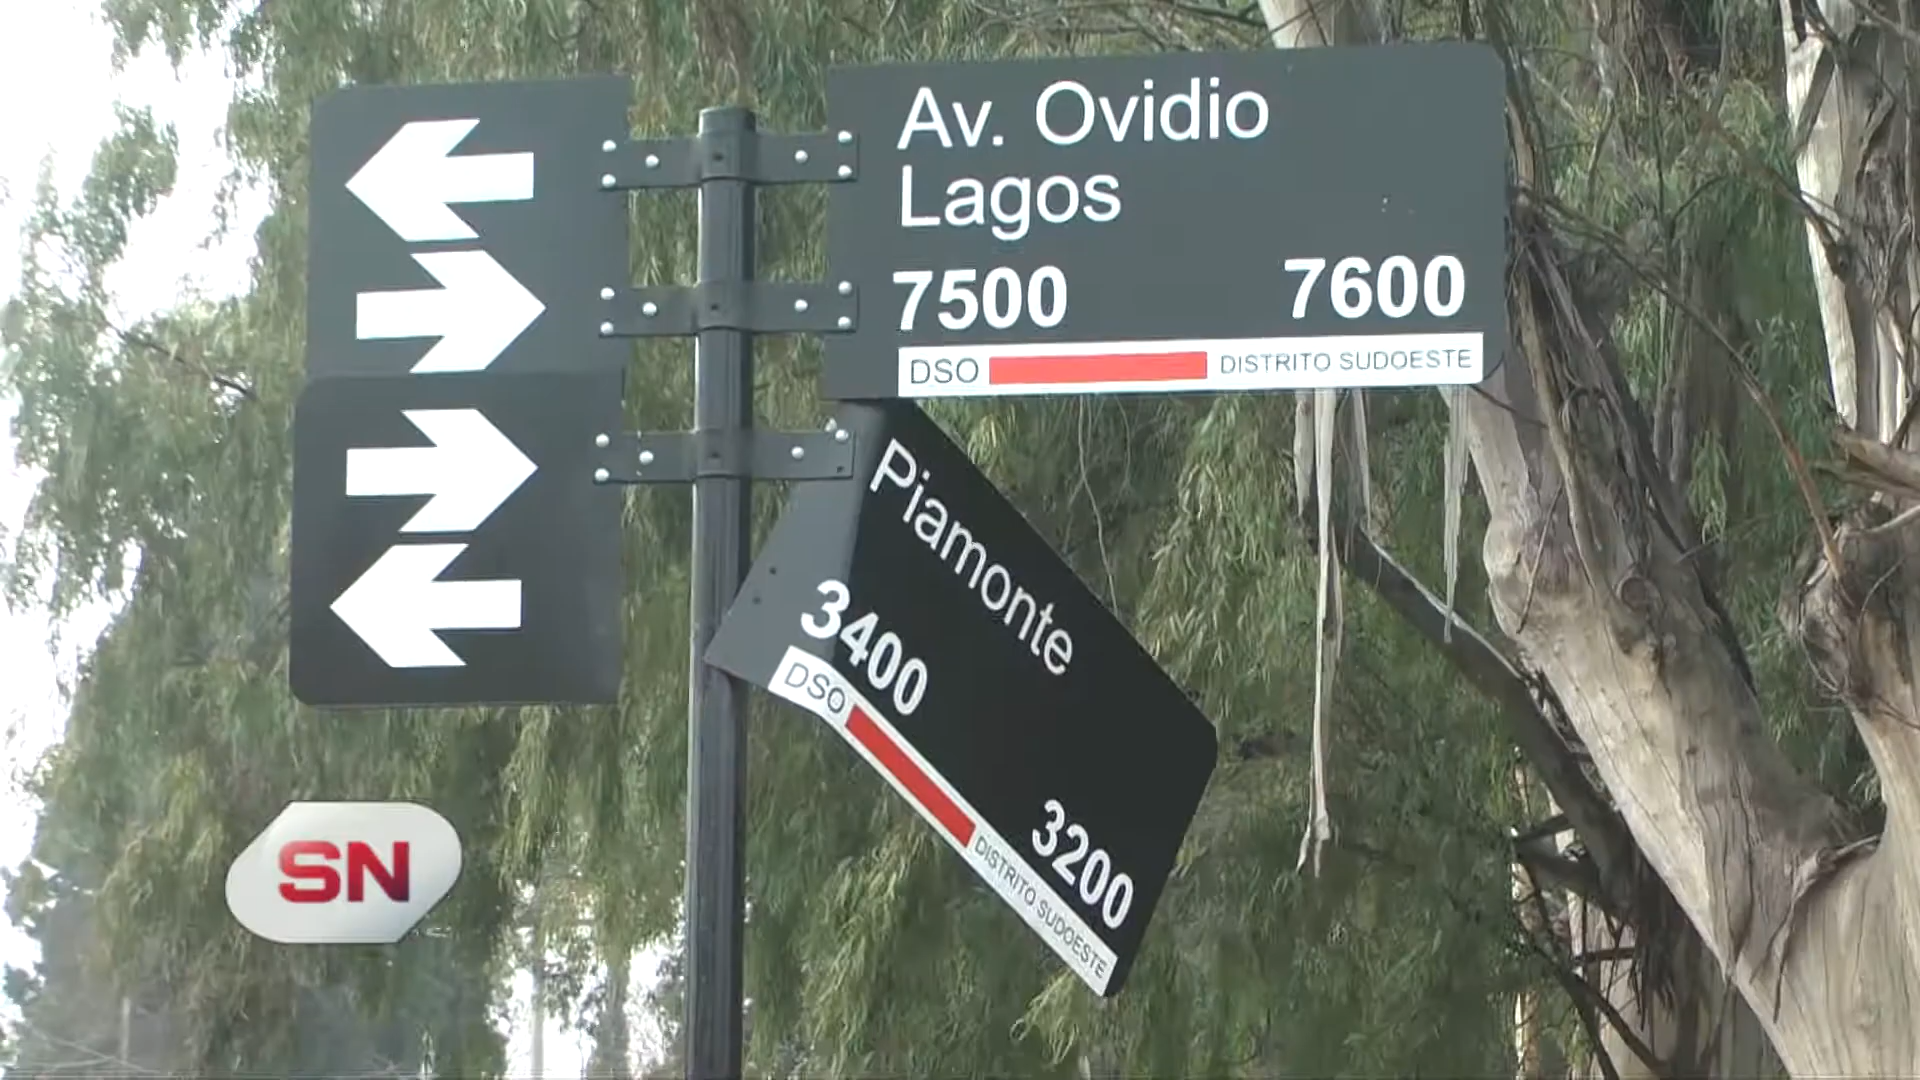 Av. Ovidio
Lagos
7500 7600
DSO DISTRITO SUDOESTE
Piamonte
3400 3200
DSO DISTRITO SUDOESTE
SN